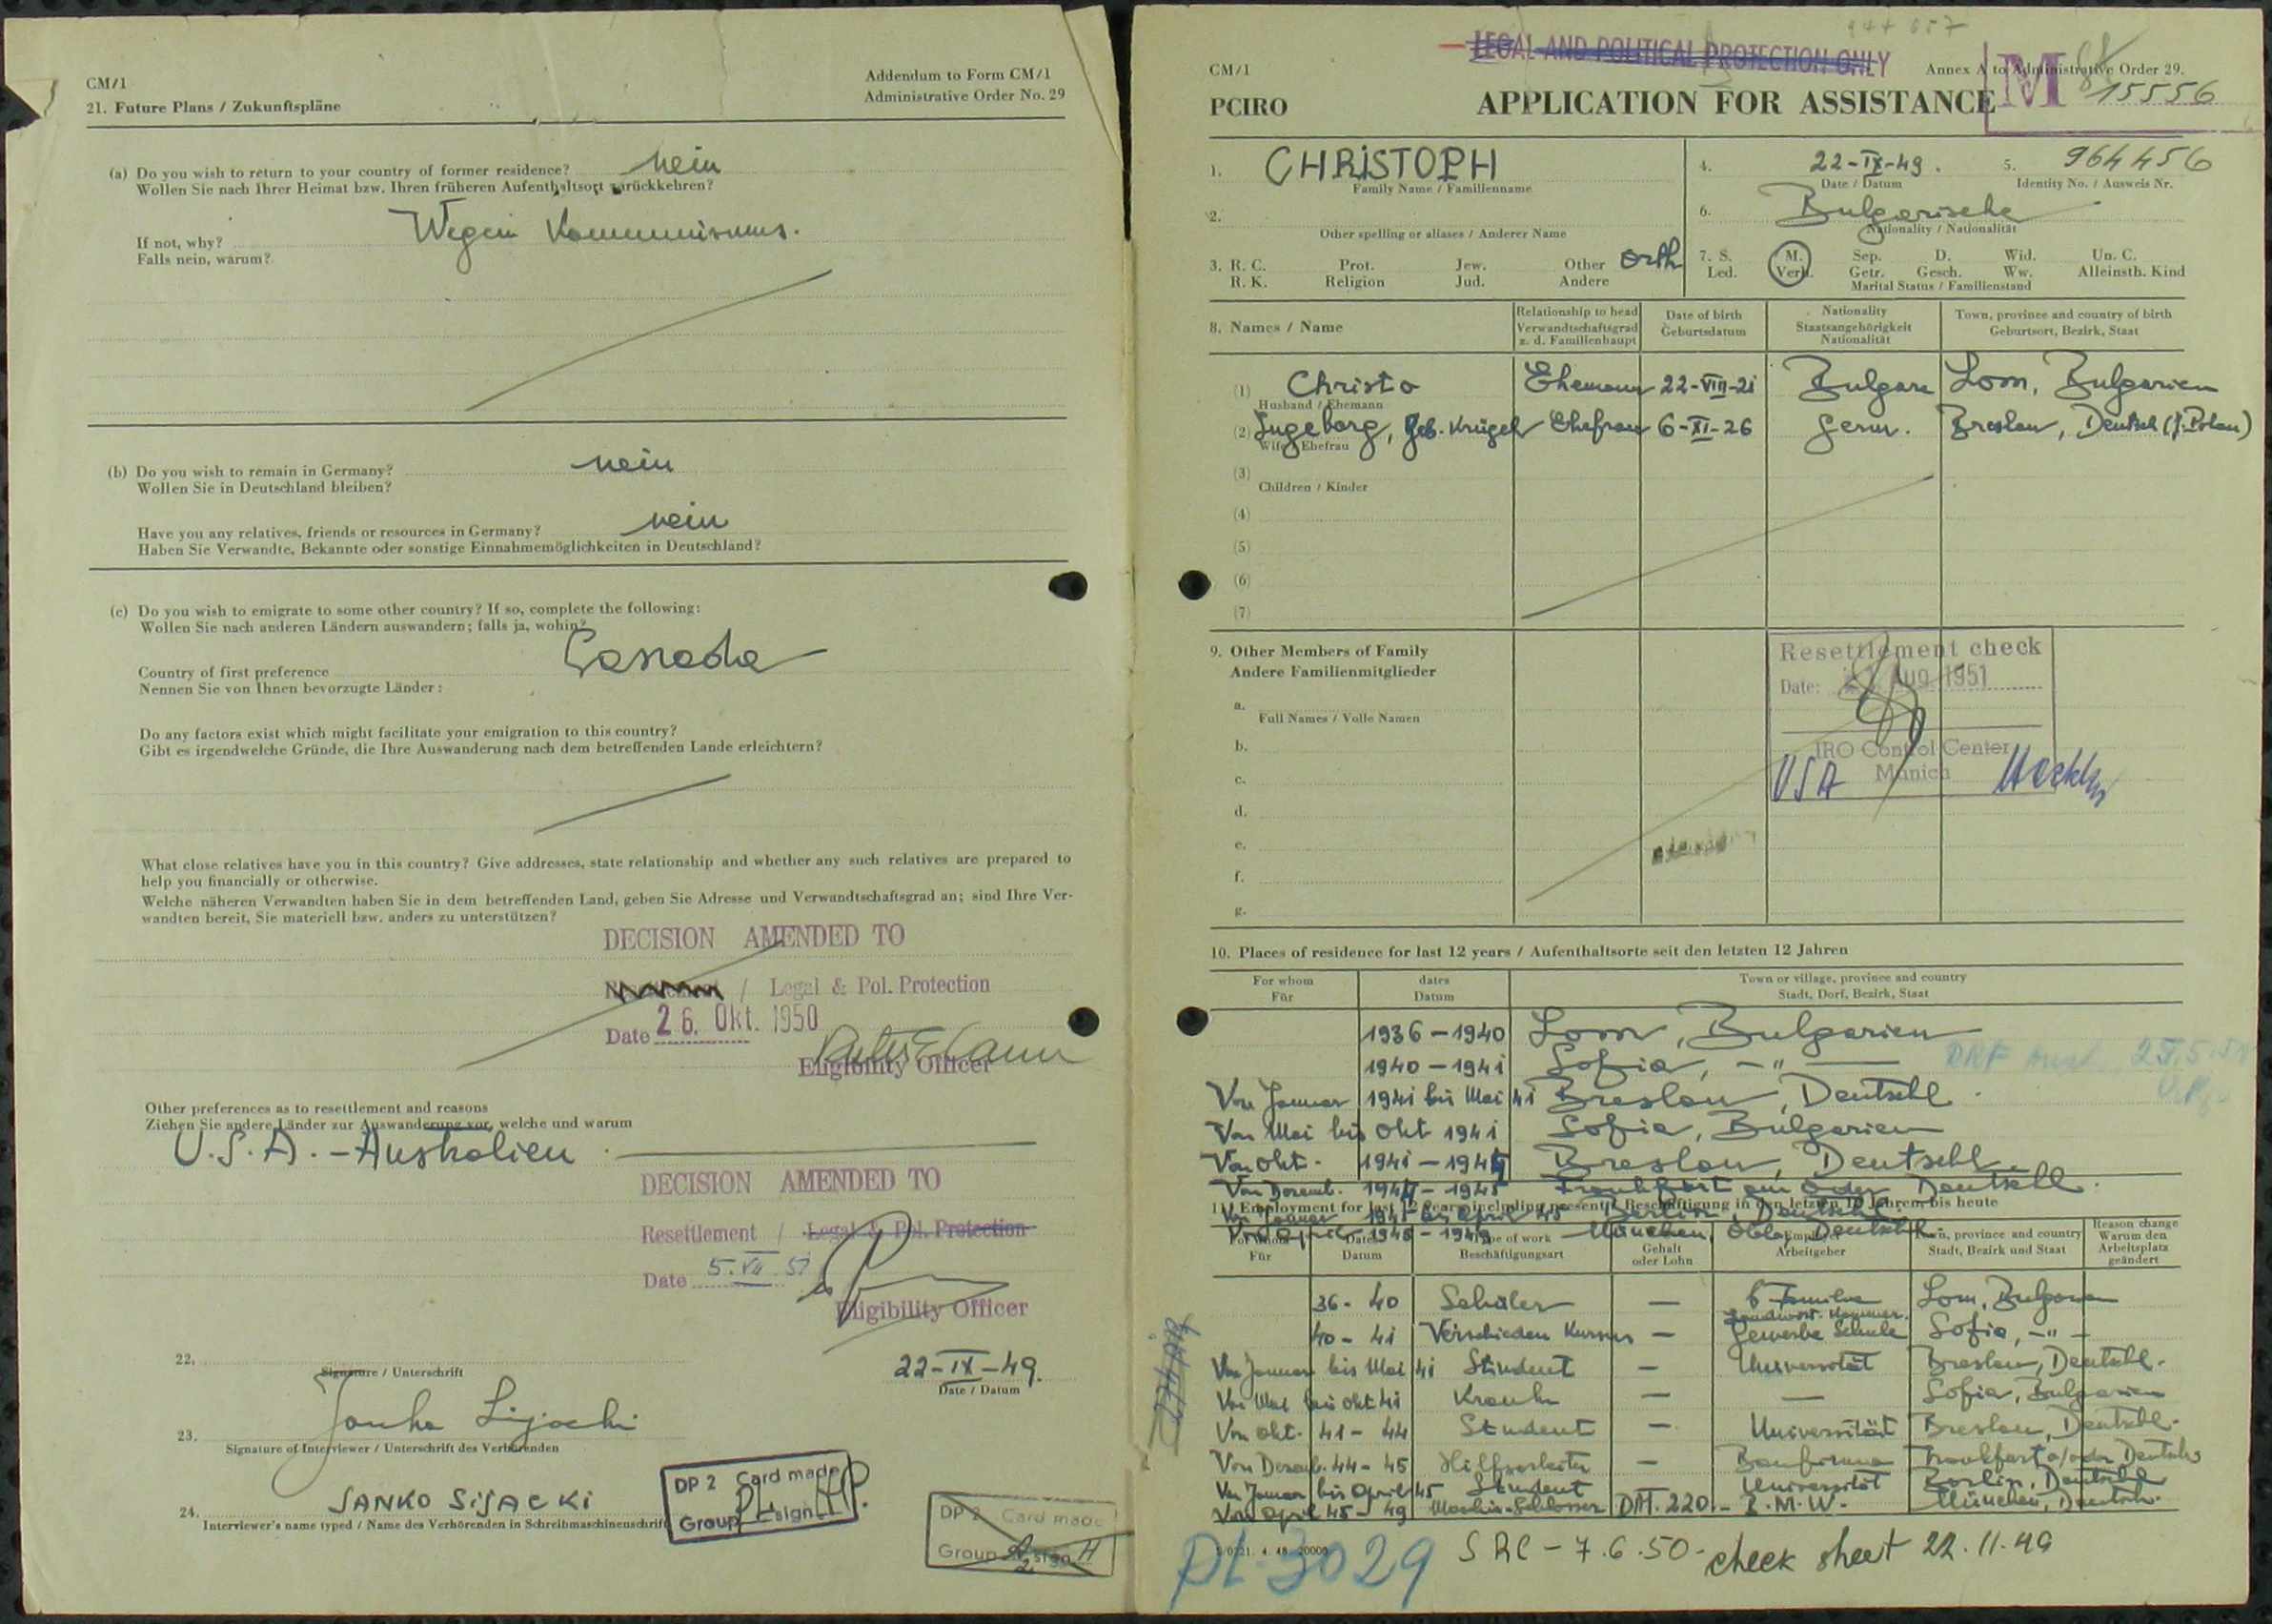 CM/1
Addendum to Form CM/1
Administrative Order No. 29
21. Future Plans / Zukunftspläne
(a) Do you wish to return to your country of former residence? nein
Wollen Sie nach Ihrer Heimat bzw. Ihren früheren Aufenthaltsort zurückkehren?
Wegen Kommunismus.
If not, why?
Falls nein, warum?
(b) Do you wish to remain in Germany? nein
Wollen Sie in Deutschland bleiben?
Have you any relatives, friends or resources in Germany? nein
Haben Sie Verwandte, Bekannte oder sonstige Einnahmemöglichkeiten in Deutschland?
(c) Do you wish to emigrate to some other country? If so, complete the following:
Wollen Sie nach anderen Ländern auswandern; falls ja, wohin?
Country of first preference Canada
Nennen Sie von Ihnen bevorzugte Länder:
Do any factors exist which might facilitate your emigration to this country?
Gibt es irgendwelche Gründe, die Ihre Auswanderung nach dem betreffenden Lande erleichtern?
What close relatives have you in this country? Give addresses, state relationship and whether any such relatives are prepared to
help you financially or otherwise.
Welche näheren Verwandten haben Sie in dem betreffenden Land, geben Sie Adresse und Verwandtschaftsgrad an; sind Ihre Ver-
wandten bereit, Sie materiell bzw. anders zu unterstützen?
DECISION AMENDED TO
Resettlement / Legal & Pol. Protection
Date 26. Okt. 1950
Eligibility Officer
Other preferences as to resettlement and reasons
Ziehen Sie andere Länder zur Auswanderung vor, welche und warum
U.S.A. - Australien
DECISION AMENDED TO
Resettlement / Legal & Pol. Protection
Date 5. VII 51
Eligibility Officer
22.
Signature / Unterschrift
22-IX-49.
Date / Datum
Janko Sijacki
23.
Signature of Interviewer / Unterschrift des Verhörenden
24. JANKO SIJACKI
Interviewer's name typed / Name des Verhörenden in Schreibmaschinenschrift
DP 2 Card made
Group sign
DP 2 Card made
Group sign
LEGAL AND POLITICAL PROTECTION ONLY
CM/1
Annex A to Administrative Order 29.
PCIRO
APPLICATION FOR ASSISTANCE
M 15556
1. CHRISTOPH
Family Name / Familienname
4. 22-IX-49.
Date / Datum
5. 964456
Identity No. / Ausweis Nr.
2.
Other spelling or aliases / Anderer Name
6. Bulgarische
Nationality / Nationalität
3. R. C. Prot. Jew. Other orth
R. K. Religion Jud. Andere
7. S. M. Sep. D. Wid. Un. C.
Led. Verh. Getr. Gesch. Ww. Alleinsth. Kind
Marital Status / Familienstand
8. Names / Name
Relationship to head
Verwandtschaftsgrad
z. d. Familienhaupt
Date of birth
Geburtsdatum
Nationality
Staatsangehörigkeit
Nationalität
Town, province and country of birth
Geburtsort, Bezirk, Staat
(1) Christo Ehemann 22-VIII-21 Bulgare Lom, Bulgarien
Husband / Ehemann
(2) Ingeborg, geb. Krügel Ehefrau 6-XI-26 Germ. Breslau, Deutsch (j. Polen)
Wife / Ehefrau
(3)
Children / Kinder
(4)
(5)
(6)
(7)
9. Other Members of Family
Andere Familienmitglieder
a.
Full Names / Volle Namen
b.
c.
d.
e.
f.
g.
Resettlement check
Date: Aug 1951
IRO Control Center
Munich
USA
10. Places of residence for last 12 years / Aufenthaltsorte seit den letzten 12 Jahren
For whom
Für
dates
Datum
Town or village, province and country
Stadt, Dorf, Bezirk, Staat
1936 - 1940 Lom, Bulgarien
1940 - 1941 Sofia, -"-
Von Januar 1941 bis Mai 41 Breslau, Deutschl.
Von Mai bis Okt 1941 Sofia, Bulgarien
Von Okt. 1941 - 1944 Breslau, Deutschl.
Von Dezemb. 1944 - 1945 Frankfurt am Oder Deutschl.
Von Januar 1945 bis April 45 Berlin, Deutschl.
Von April 1945 - 1949 München, Obb., Deutschl.
11. Employment for last 12 years including present / Beschäftigung in den letzten 12 Jahren bis heute
For whom
Für
Dates
Datum
Type of work
Beschäftigungsart
Gehalt
oder Lohn
Employer
Arbeitgeber
Town, province and country
Stadt, Bezirk und Staat
Reason change
Warum den
Arbeitsplatz
geändert
36 - 40 Schüler — Lom, Bulgarien
40 - 41 Verschieden Kursus — Gewerbe Schule Sofia, -"-
Von Januar bis Mai 41 Student — Universität Breslau, Deutschl.
Von Mai bis Okt 41 Krank — — Sofia, Bulgarien
Von Okt. 41 - 44 Student — Universität Breslau, Deutschl.
Von Dezemb. 44 - 45 Hilfsarbeiter — Baufirma Frankfurt a/oder Deutschl.
Von Januar bis April 45 Student Universität Berlin, Deutschl.
Von April 45 - 49 Maschin-Schlosser DM. 220.- B.M.W. München, Deutschl.
PL-3029
SRC - 7.6.50 - check sheet 22.11.49